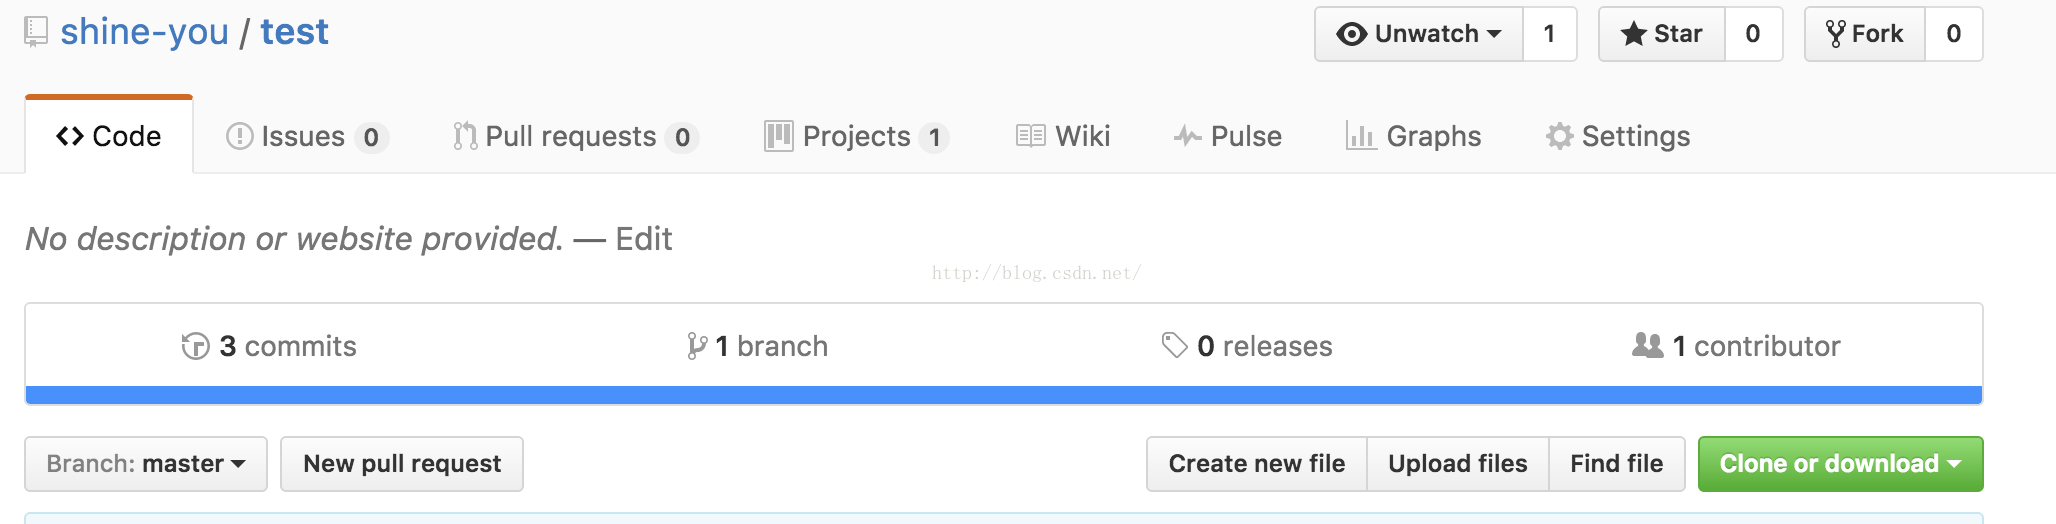 shine-you / test
Unwatch 1 Star 0 Fork 0
Code Issues 0 Pull requests 0 Projects 1 Wiki Pulse Graphs Settings
No description or website provided. — Edit
http://blog.csdn.net/
3 commits 1 branch 0 releases 1 contributor
Branch: master New pull request Create new file Upload files Find file Clone or download